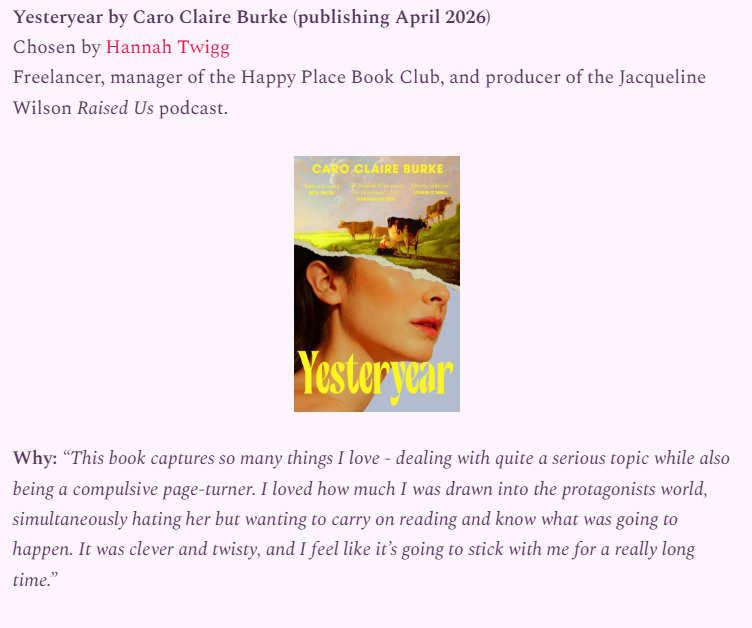 Yesteryear by Caro Claire Burke (publishing April 2026)
Chosen by Hannah Twigg
Freelancer, manager of the Happy Place Book Club, and producer of the Jacqueline
Wilson Raised Us podcast.
CARO CLAIRE BURKE
Yesteryear
Why: “This book captures so many things I love - dealing with quite a serious topic while also
being a compulsive page-turner. I loved how much I was drawn into the protagonists world,
simultaneously hating her but wanting to carry on reading and know what was going to
happen. It was clever and twisty, and I feel like it’s going to stick with me for a really long
time.”